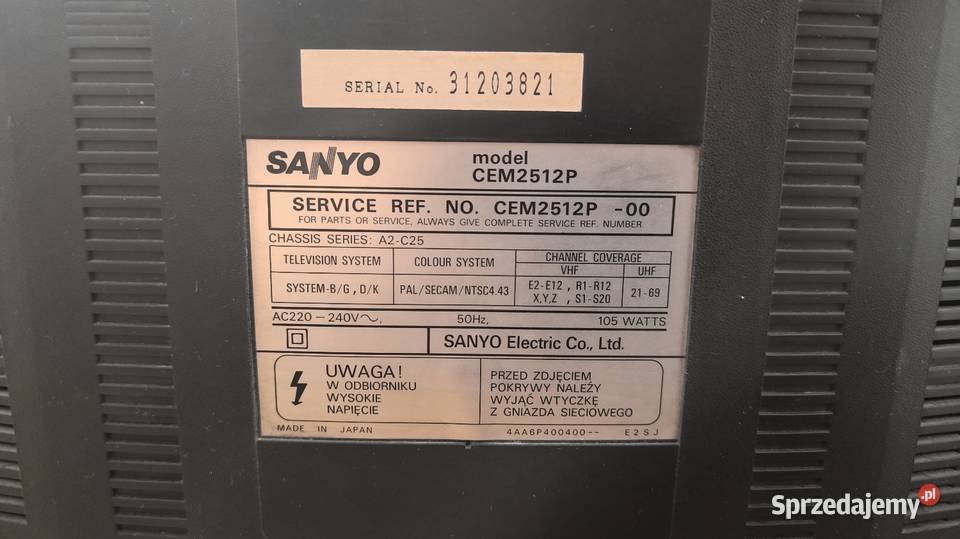 SERIAL No. 31203821
SANYO
model
CEM2512P
SERVICE REF. NO. CEM2512P -00
FOR PARTS OR SERVICE, ALWAYS GIVE COMPLETE SERVICE REF. NUMBER
CHASSIS SERIES: A2-C25
TELEVISION SYSTEM COLOUR SYSTEM CHANNEL COVERAGE
VHF UHF
SYSTEM-B/G , D/K PAL/SECAM/NTSC4.43 E2-E12 , R1-R12 21-69
X,Y,Z , S1-S20
AC220-240V~, 50Hz, 105 WATTS
SANYO Electric Co., Ltd.
UWAGA!
W ODBIORNIKU
WYSOKIE
NAPIĘCIE
PRZED ZDJĘCIEM
POKRYWY NALEŻY
WYJĄĆ WTYCZKĘ
Z GNIAZDA SIECIOWEGO
MADE IN JAPAN 4AA6P400400-- E2SJ
Sprzedajemy.pl